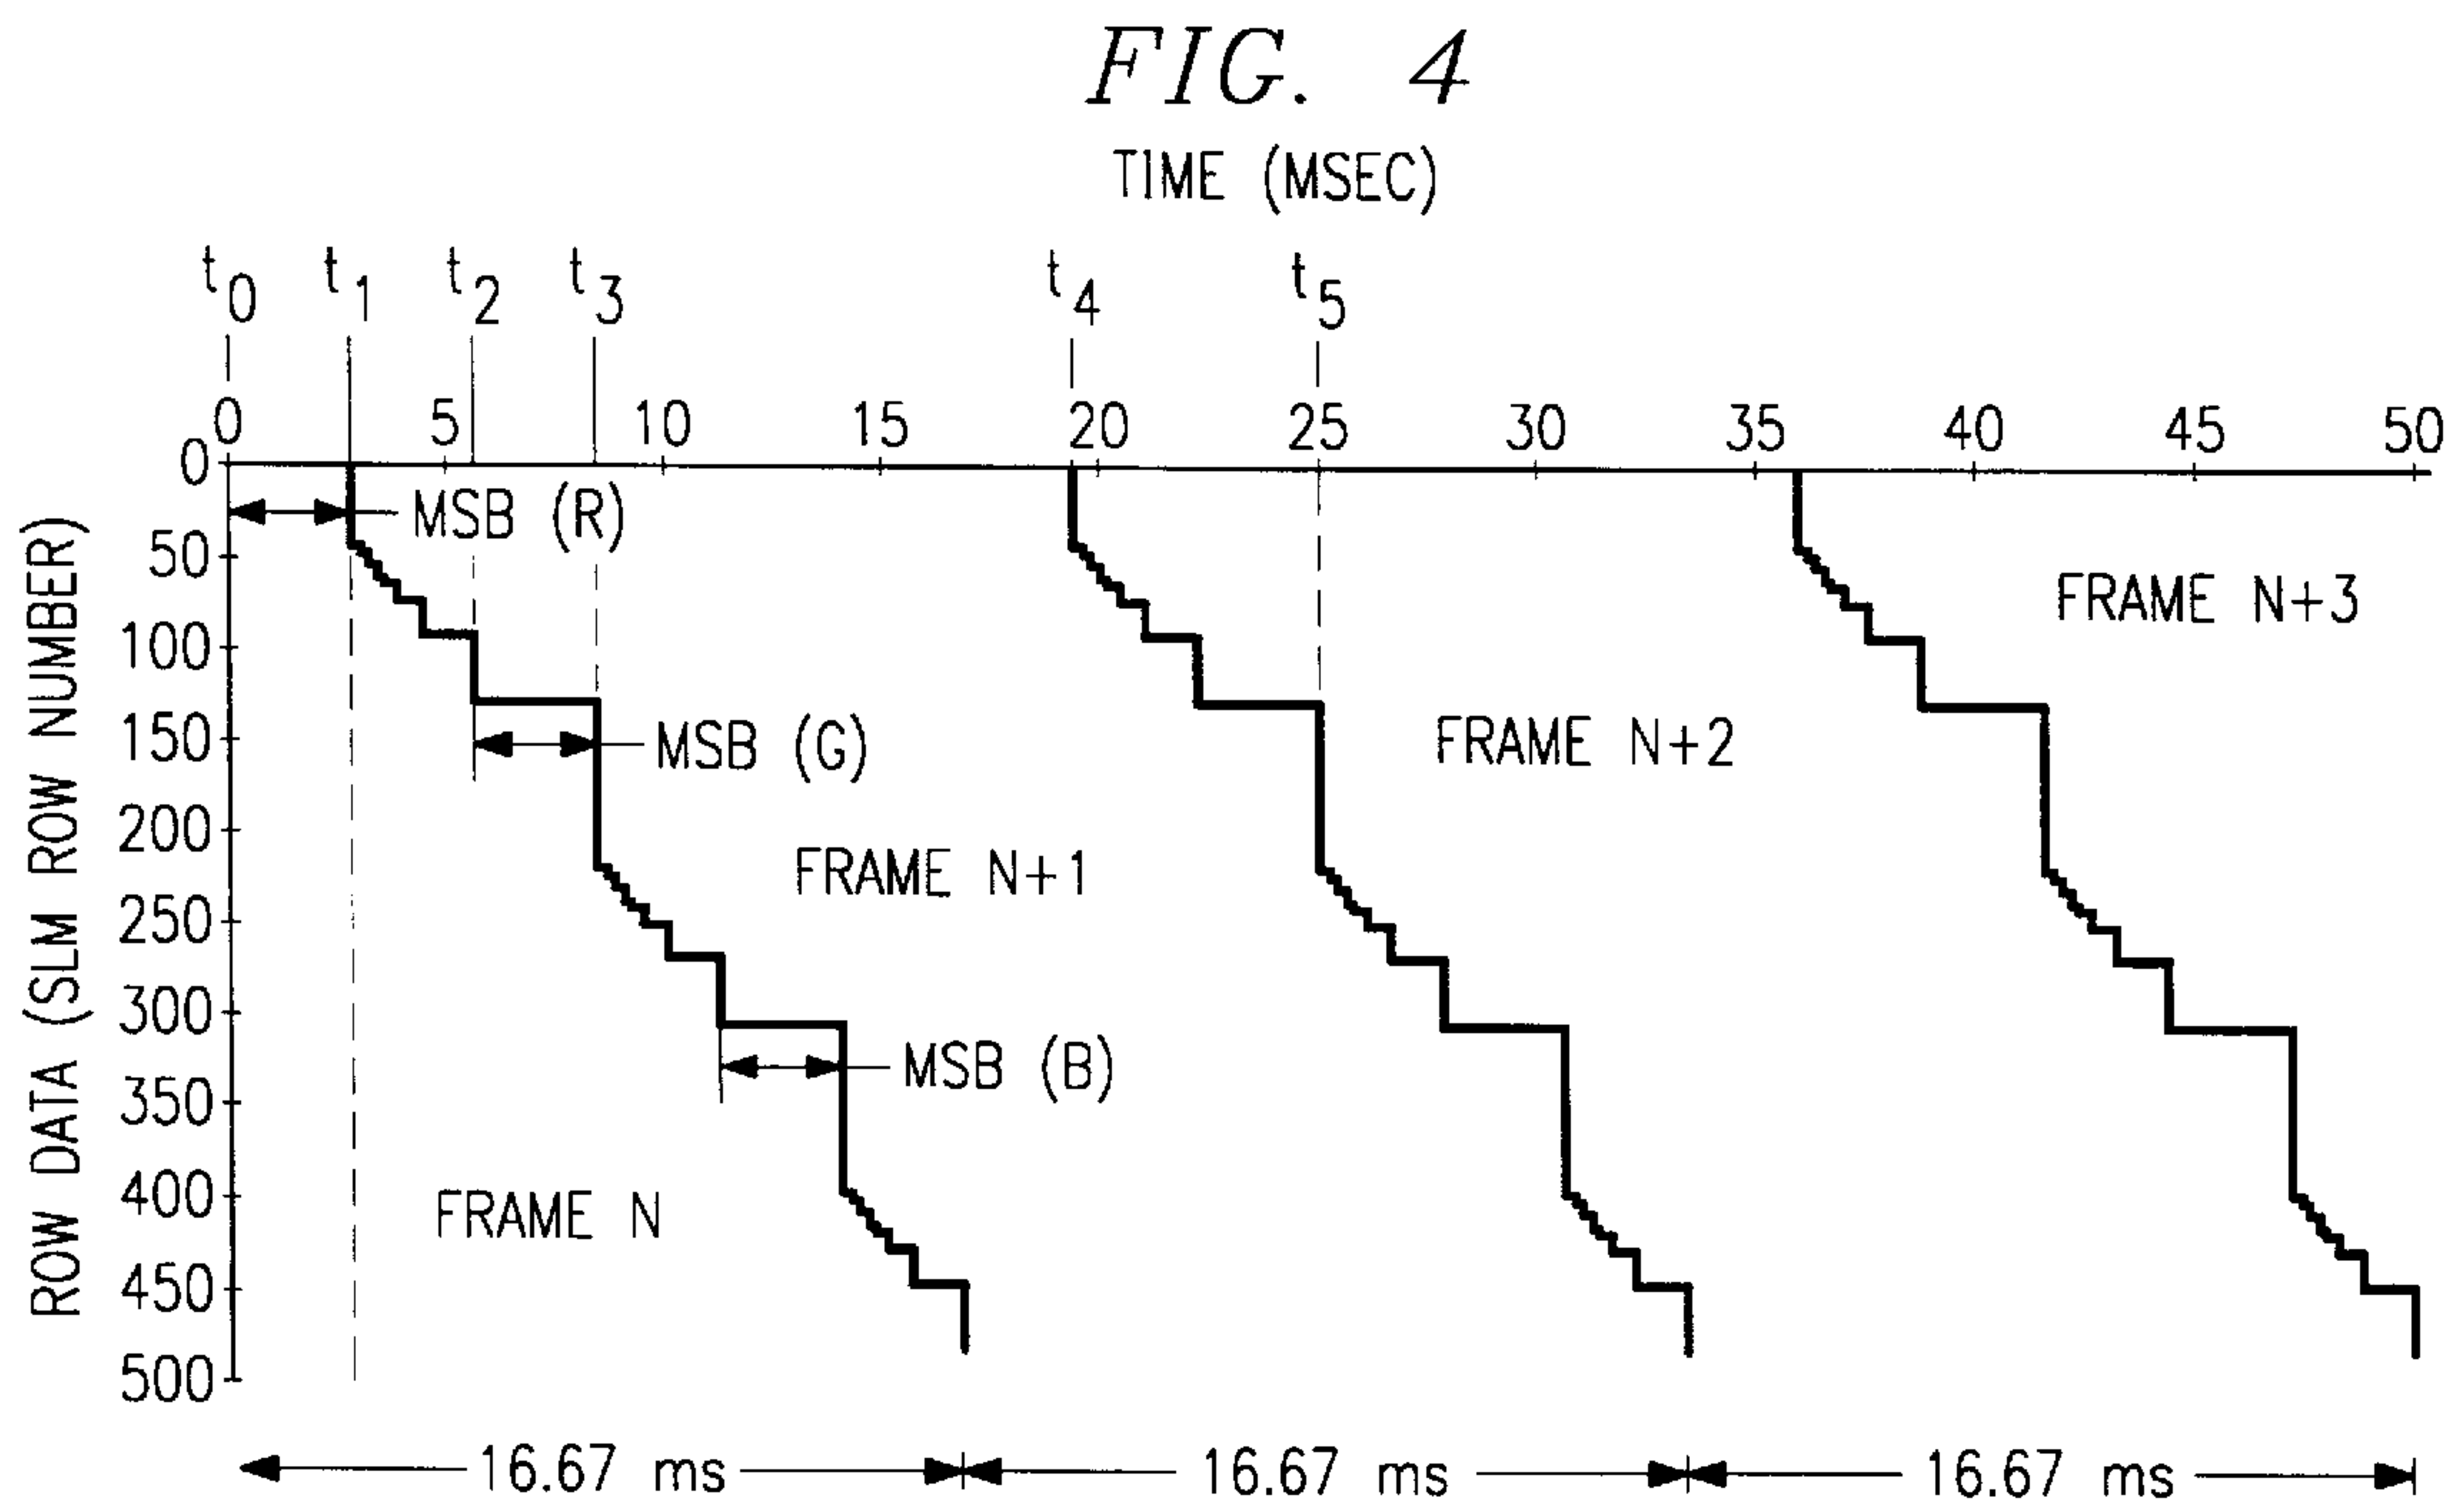 FIG. 4
TIME (MSEC)
t0 t1 t2 t3 t4 t5
0 5 10 15 20 25 30 35 40 45 50
0
MSB (R)
50
FRAME N+3
100
MSB (G)
FRAME N+2
150
200
FRAME N+1
250
300
MSB (B)
350
400
FRAME N
450
500
ROW DATA (SLM ROW NUMBER)
16.67 ms 16.67 ms 16.67 ms